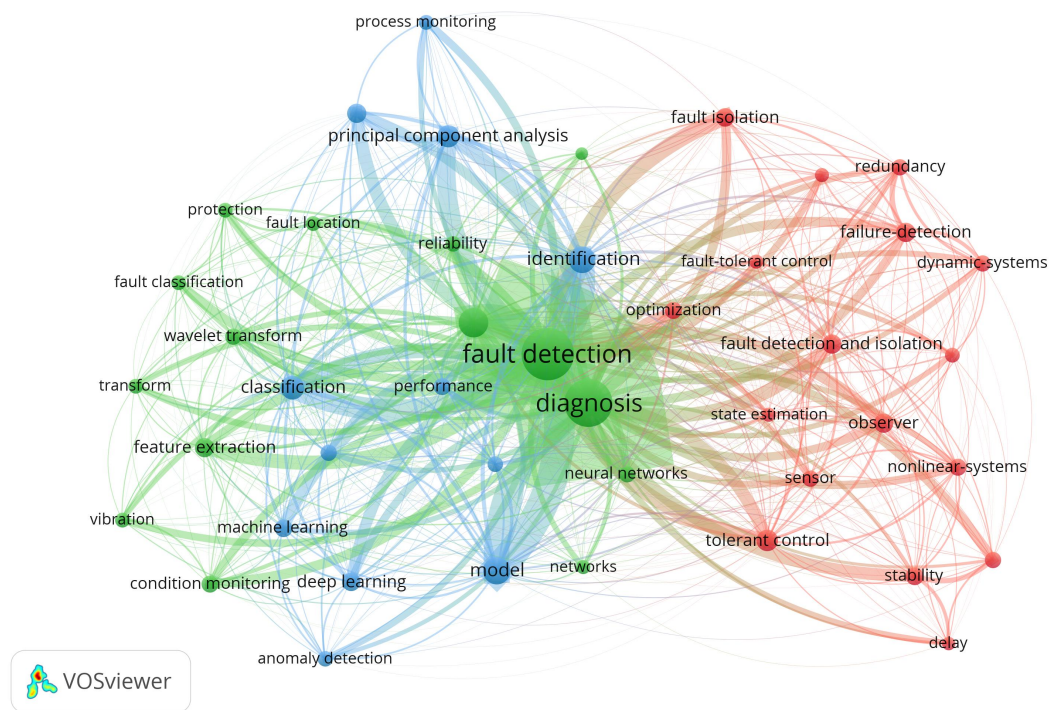 process monitoring
fault isolation
principal component analysis
redundancy
protection
fault location
failure-detection
reliability
identification
fault-tolerant control
dynamic-systems
fault classification
optimization
wavelet transform
fault detection and isolation
fault detection
transform
classification
performance
diagnosis
state estimation
observer
feature extraction
nonlinear-systems
neural networks
sensor
vibration
machine learning
tolerant control
networks
model
stability
condition monitoring
deep learning
delay
anomaly detection
VOSviewer